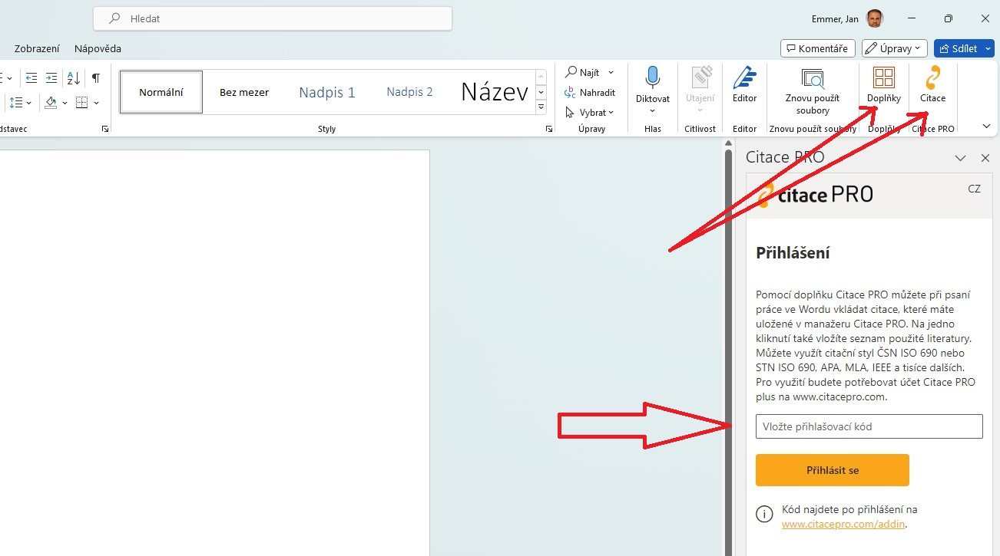 Hledat
Emmer, Jan
Zobrazení Nápověda
Komentáře Úpravy Sdílet
Normální Bez mezer Nadpis 1 Nadpis 2 Název
Najít
Nahradit
Vybrat
Diktovat Utajení Editor Znovu použít
soubory
Doplňky Citace
Styly Úpravy Hlas Citlivost Editor Znovu použít soubory Doplňky Citace PRO
Citace PRO
citace PRO CZ
Přihlášení
Pomocí doplňku Citace PRO můžete při psaní
práce ve Wordu vkládat citace, které máte
uložené v manažeru Citace PRO. Na jedno
kliknutí také vložíte seznam použité literatury.
Můžete využít citační styl ČSN ISO 690 nebo
STN ISO 690, APA, MLA, IEEE a tisíce dalších.
Pro využití budete potřebovat účet Citace PRO
plus na www.citacepro.com.
Vložte přihlašovací kód
Přihlásit se
Kód najdete po přihlášení na
www.citacepro.com/addin.